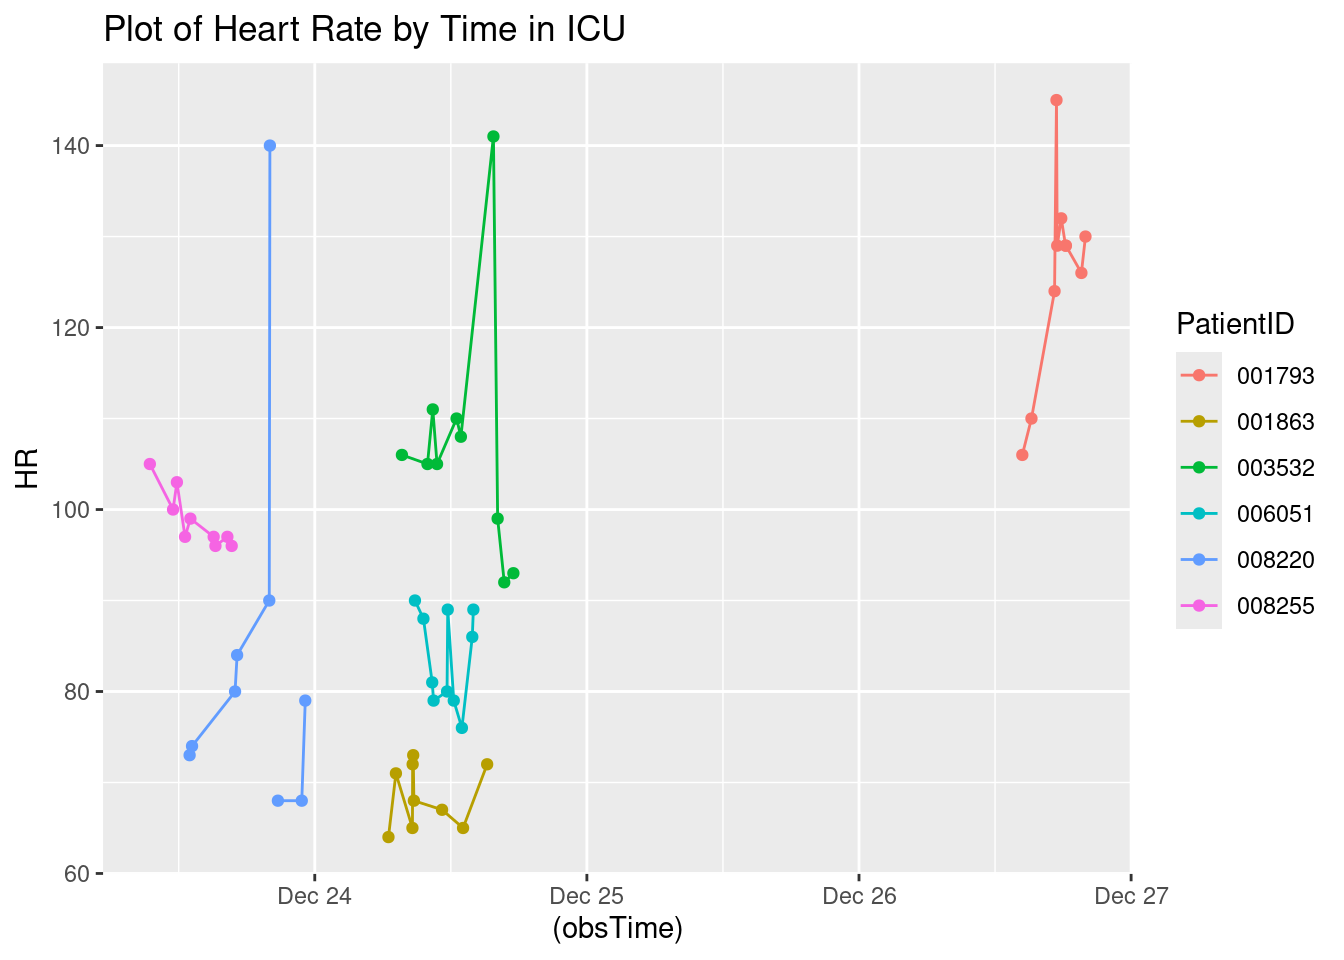 Plot of Heart Rate by Time in ICU
140
120
100
80
60
HR
Dec 24
Dec 25
Dec 26
Dec 27
(obsTime)
PatientID
001793
001863
003532
006051
008220
008255